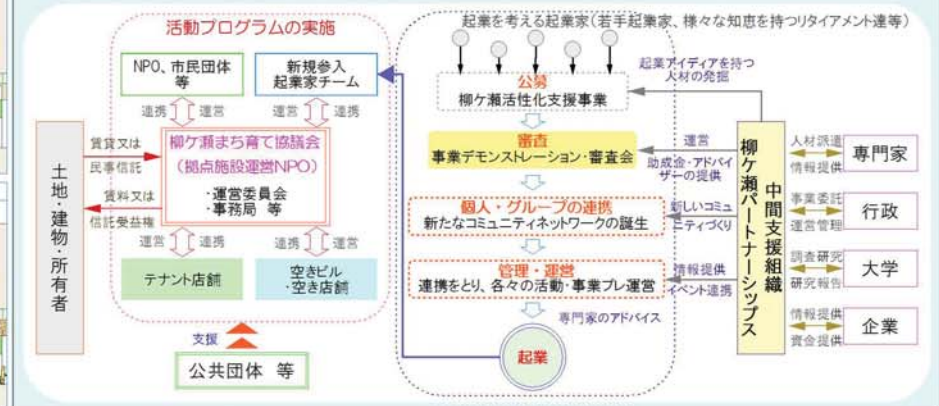 活動プログラムの実施
NPO、市民団体
等
新規参入
起業家チーム
連携
運営
運営
連携
土地・建物・所有者
賃貸又は
民事信託
賃料又は
信託受益権
柳ケ瀬まち育て協議会
(拠点施設運営NPO)
・運営委員会
・事務局 等
運営
連携
連携
運営
テナント店舗
空きビル
・空き店舗
支援
公共団体 等
起業を考える起業家(若手起業家、様々な知恵を持つリタイアメント達等)
公募
柳ケ瀬活性化支援事業
審査
事業デモンストレーション・審査会
個人・グループの連携
新たなコミュニティネットワークの誕生
管理・運営
連携をとり、各々の活動・事業プレ運営
専門家のアドバイス
起業
起業アイディアを持つ
人材の発掘
運営
助成金・アドバイ
ザーの提供
新しいコミュ
ニティづくり
情報提供
イベント連携
中間支援組織
柳ケ瀬パートナーシップス
人材派遣
情報提供
専門家
事業委託
運営管理
行政
調査研究
研究報告
大学
情報提供
資金提供
企業